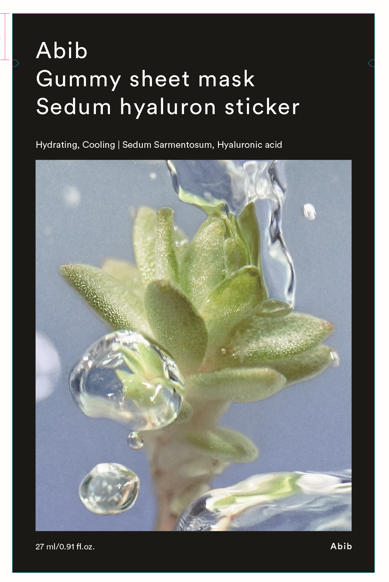 Abib
Gummy sheet mask
Sedum hyaluron sticker
Hydrating, Cooling | Sedum Sarmentosum, Hyaluronic acid
27 ml/0.91 fl.oz.
Abib